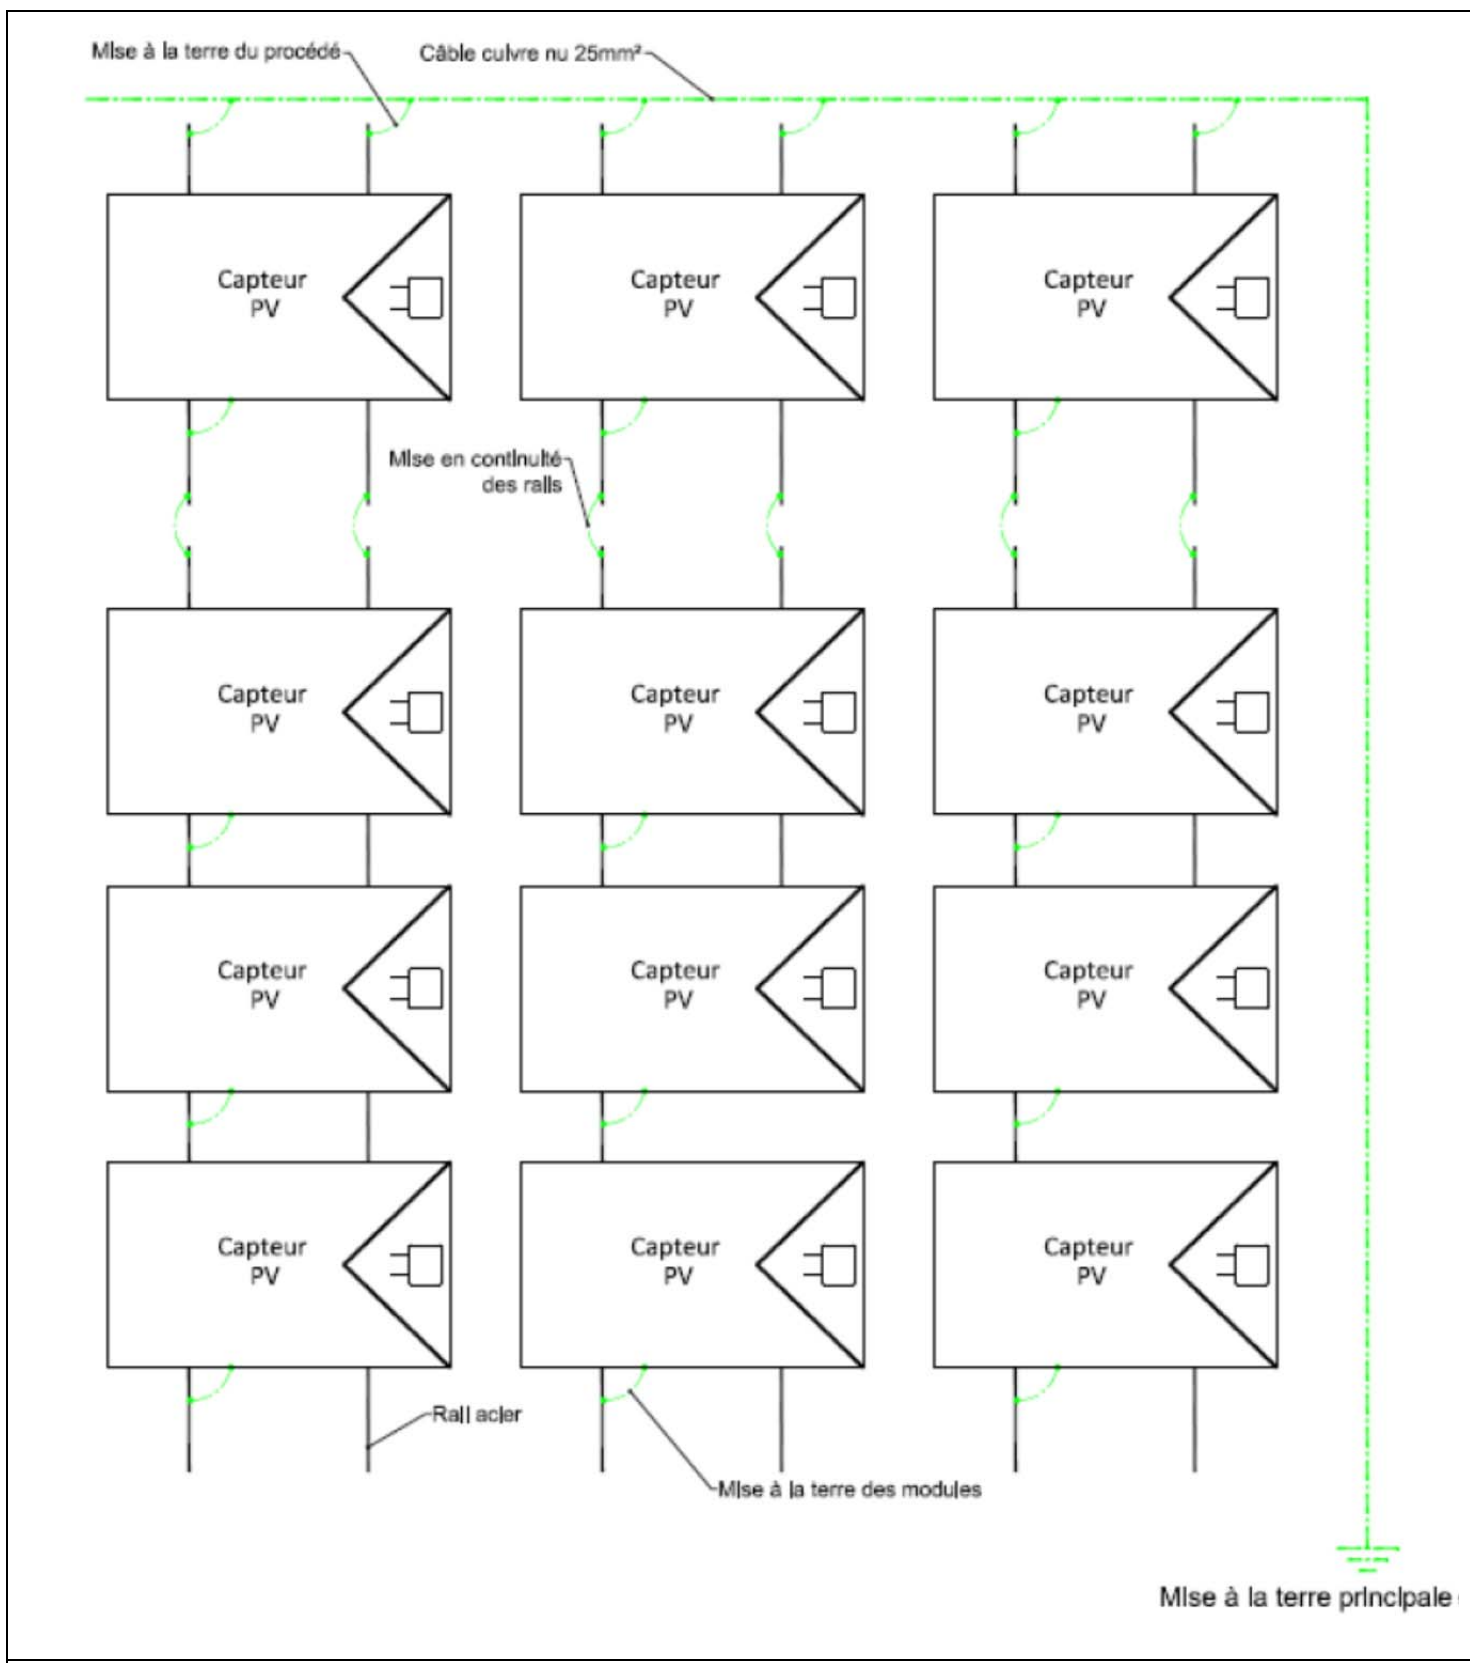 Mise à la terre du procédé
Câble cuivre nu 25mm²
Capteur
PV
Capteur
PV
Capteur
PV
Mise en continuité
des rails
Capteur
PV
Capteur
PV
Capteur
PV
Capteur
PV
Capteur
PV
Capteur
PV
Capteur
PV
Capteur
PV
Capteur
PV
Rail acier
Mise à la terre des modules
Mise à la terre principale